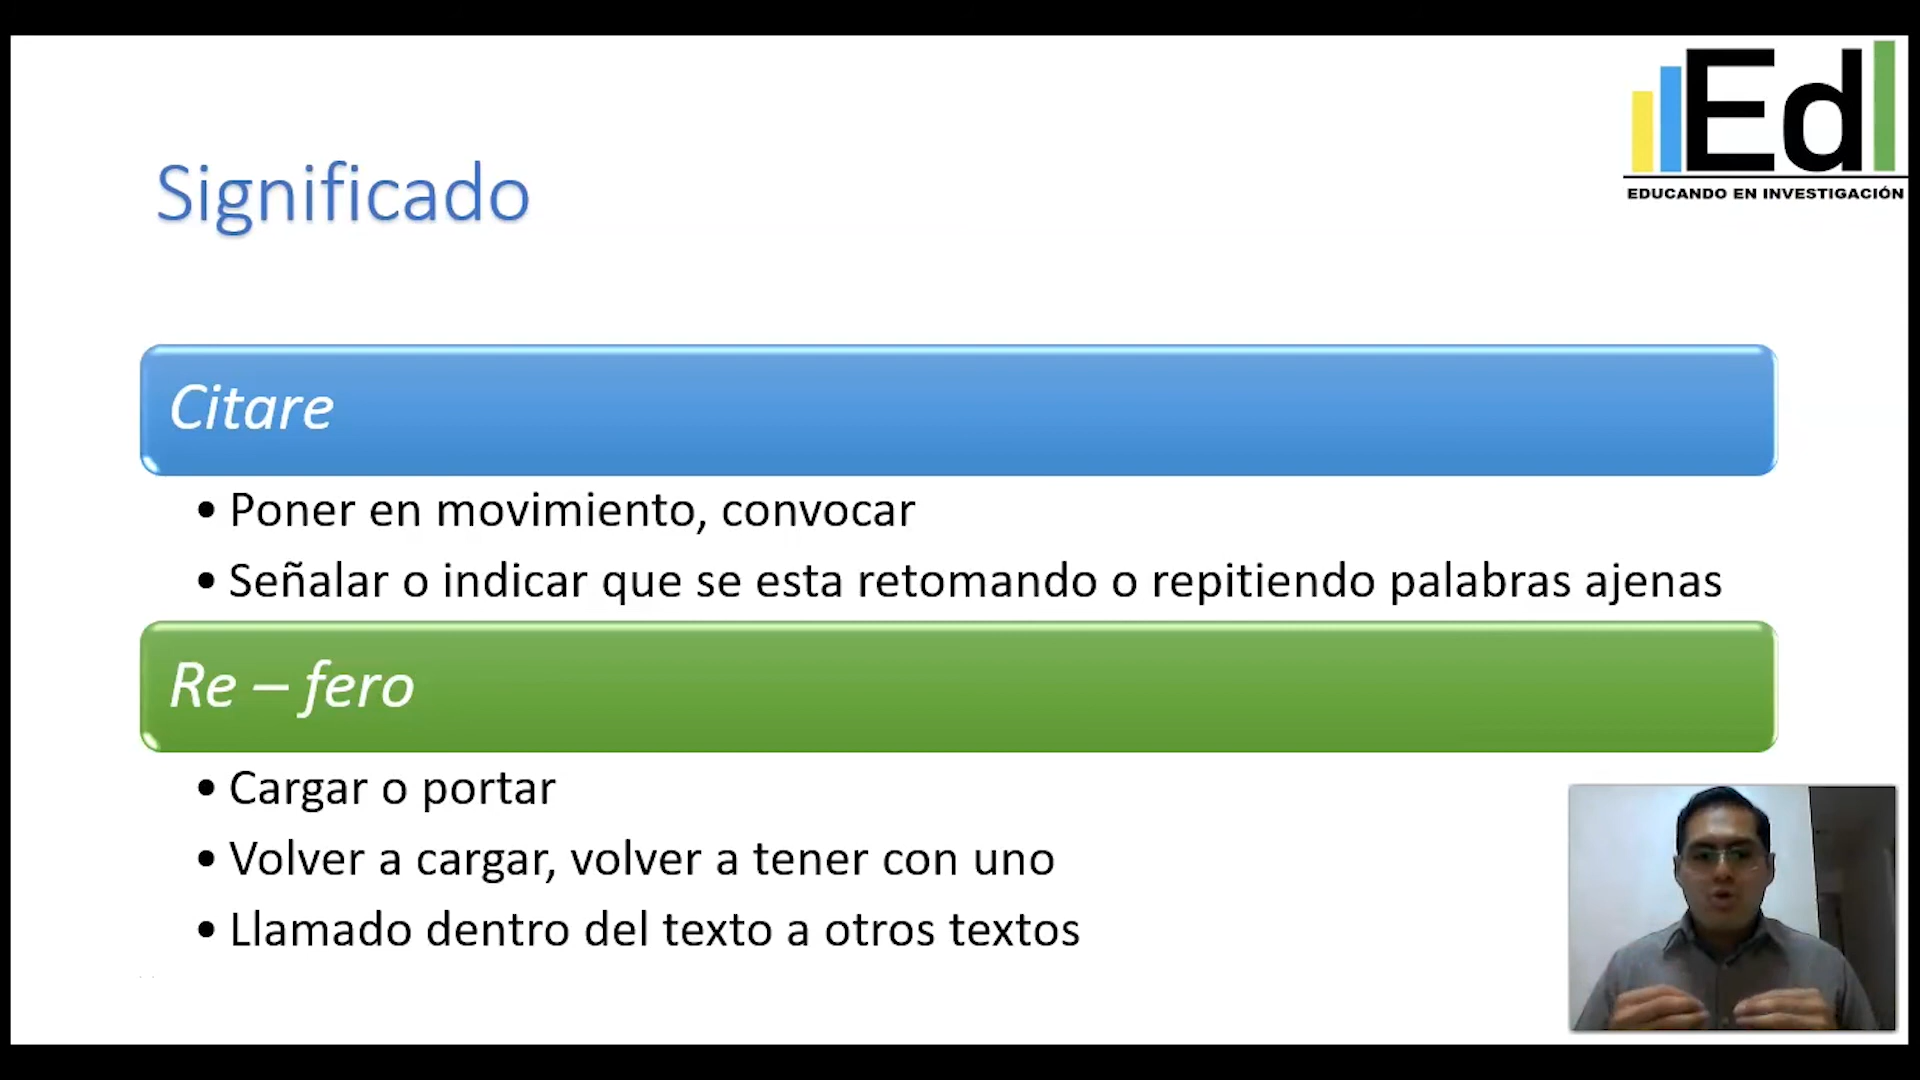 EdI
EDUCANDO EN INVESTIGACIÓN
Significado
Citare
• Poner en movimiento, convocar
• Señalar o indicar que se esta retomando o repitiendo palabras ajenas
Re – fero
• Cargar o portar
• Volver a cargar, volver a tener con uno
• Llamado dentro del texto a otros textos